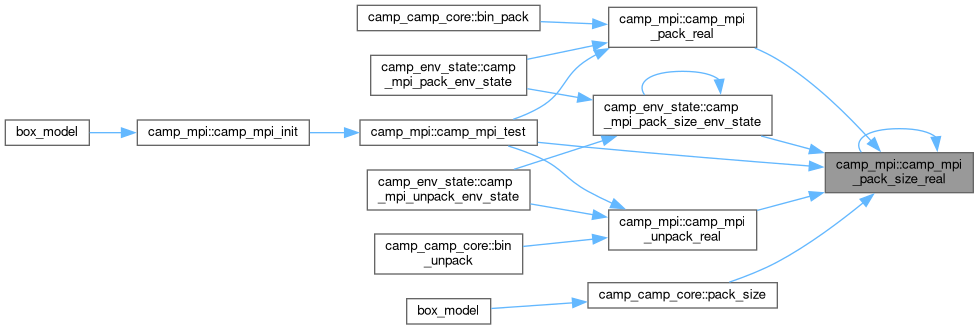 camp_camp_core::bin_pack
camp_mpi::camp_mpi
_pack_real
camp_env_state::camp
_mpi_pack_env_state
camp_env_state::camp
_mpi_pack_size_env_state
box_model
camp_mpi::camp_mpi_init
camp_mpi::camp_mpi_test
camp_mpi::camp_mpi
_pack_size_real
camp_env_state::camp
_mpi_unpack_env_state
camp_mpi::camp_mpi
_unpack_real
camp_camp_core::bin
_unpack
camp_camp_core::pack_size
box_model